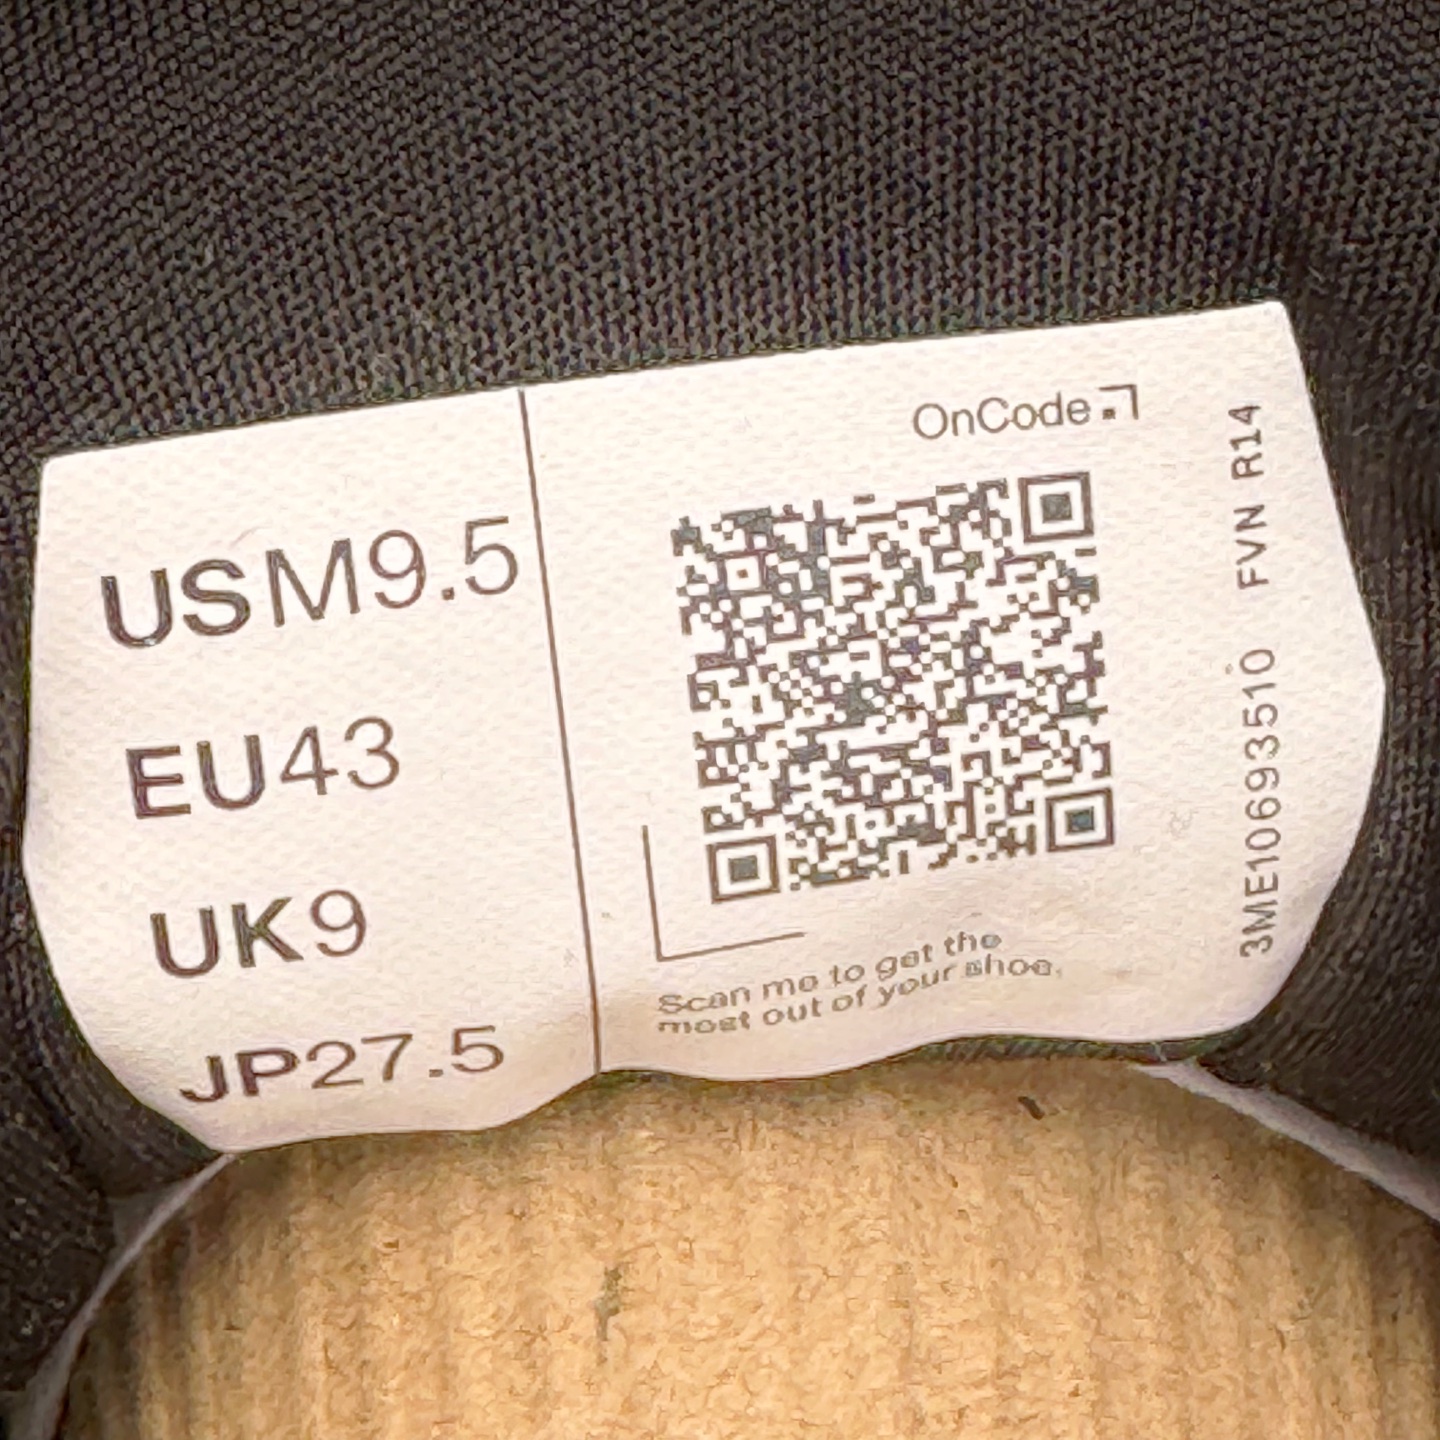 USM9.5
EU43
UK9
JP27.5
OnCode
Scan me to get the
most out of your shoe.
3ME10693510 FVN R14